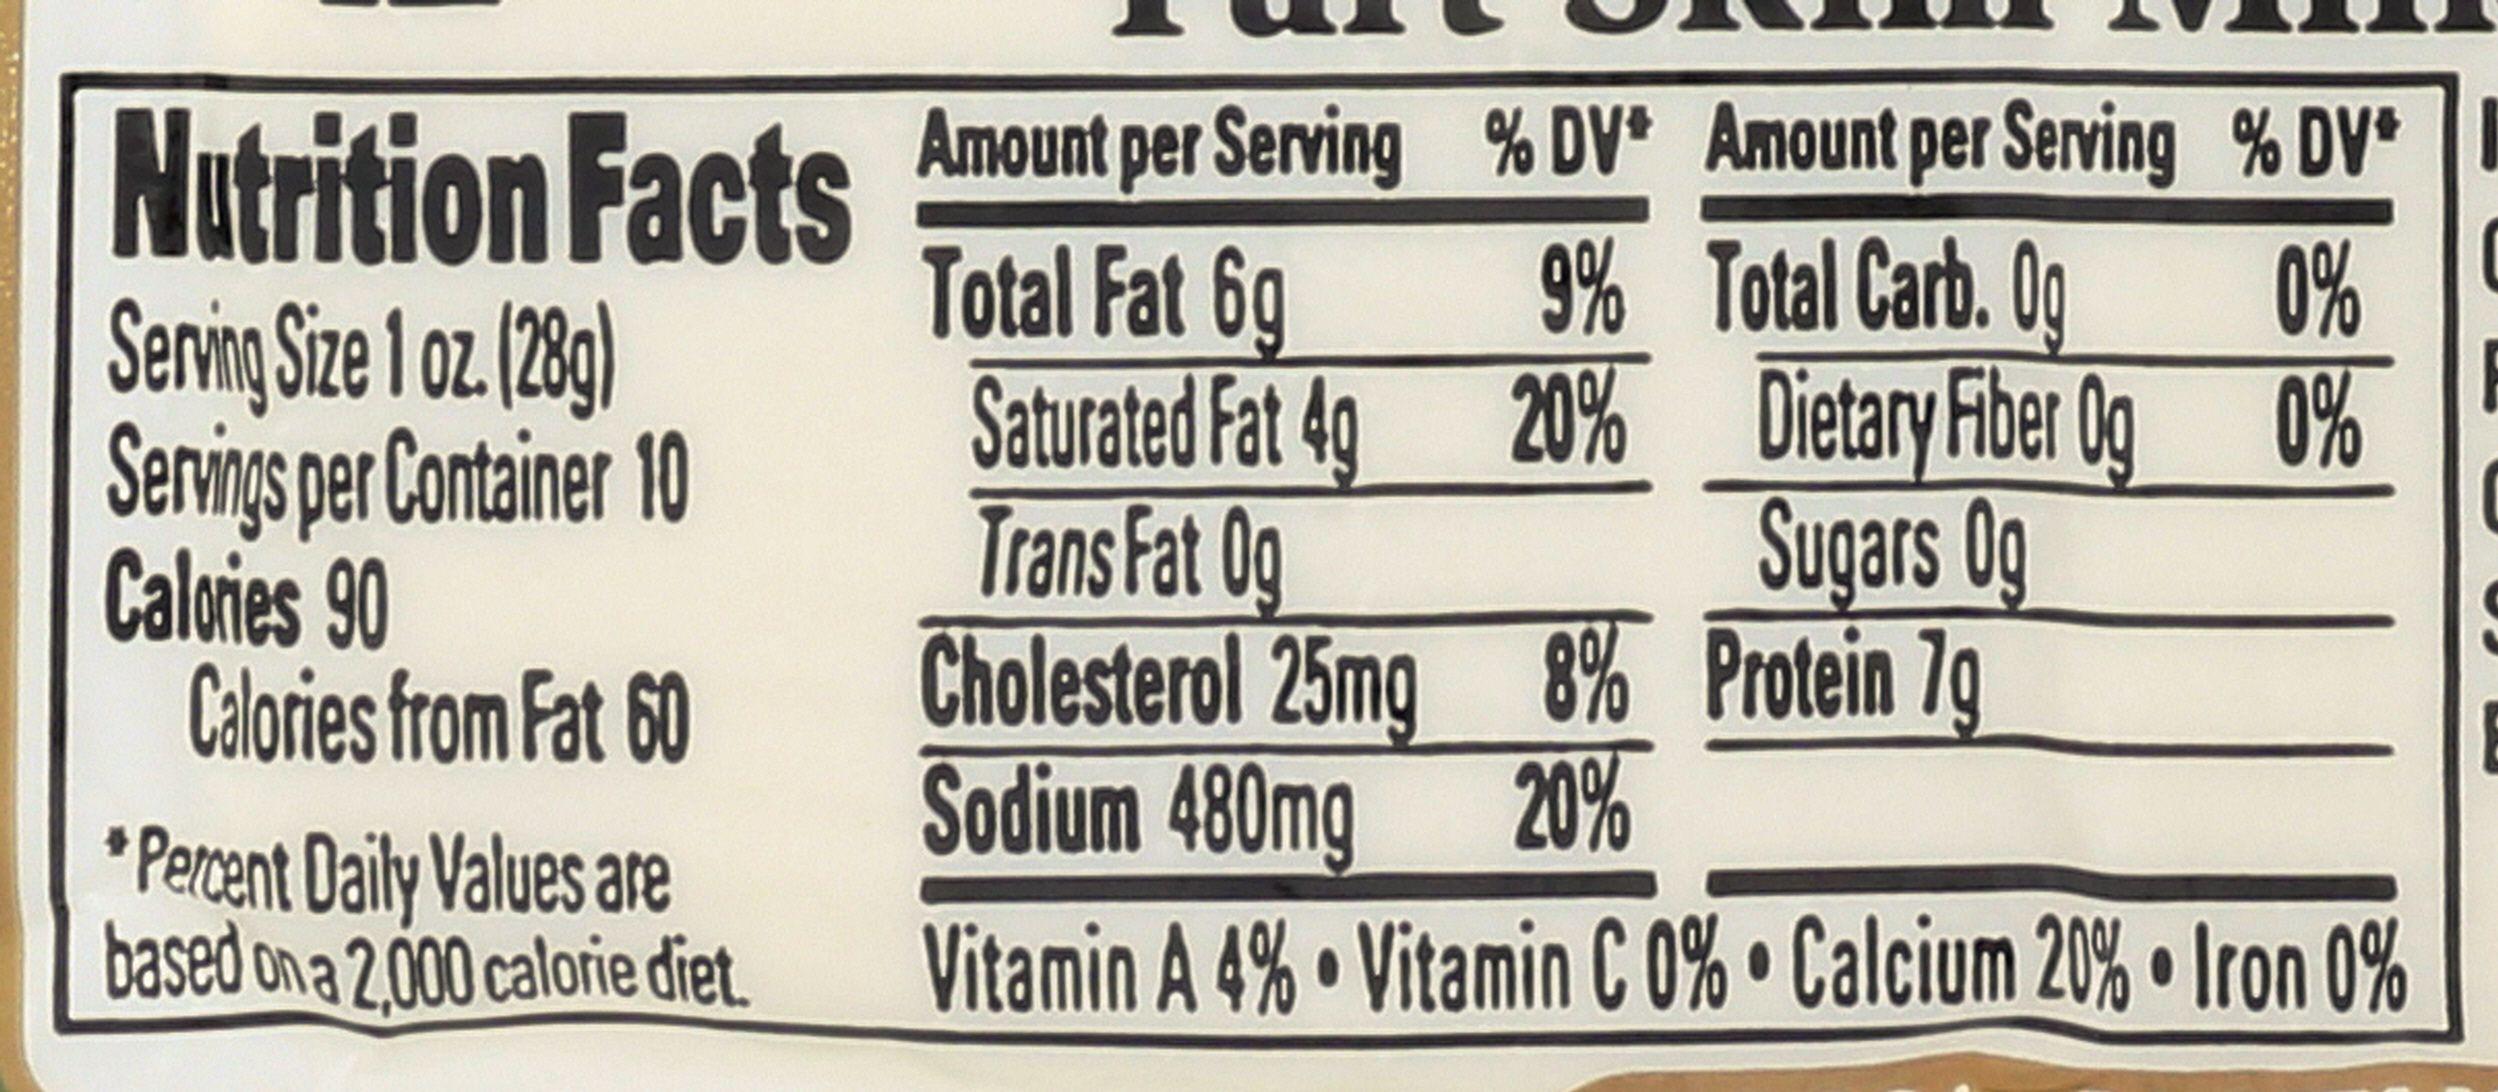 Part Skim Milk
Nutrition Facts
Serving Size 1 oz. (28g)
Servings per Container 10
Calories 90
Calories from Fat 60
*Percent Daily Values are
based on a 2,000 calorie diet.
Amount per Serving % DV*
Total Fat 6g 9%
Saturated Fat 4g 20%
Trans Fat 0g
Cholesterol 25mg 8%
Sodium 480mg 20%
Amount per Serving % DV*
Total Carb. 0g 0%
Dietary Fiber 0g 0%
Sugars 0g
Protein 7g
Vitamin A 4% • Vitamin C 0% • Calcium 20% • Iron 0%